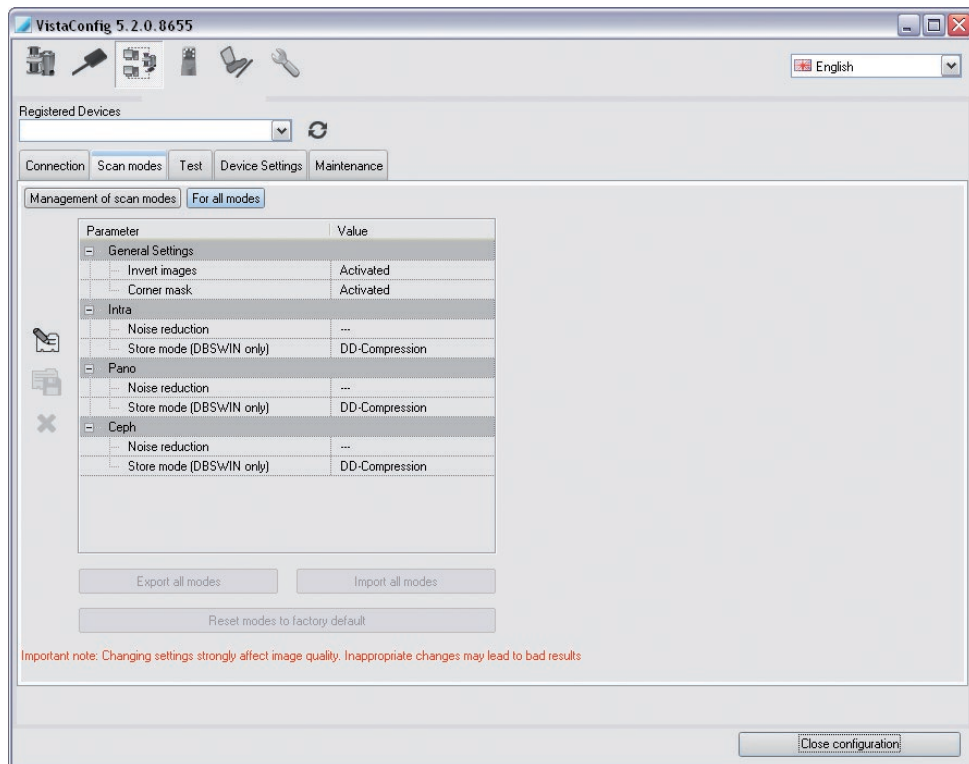 VistaConfig 5.2.0.8655
English
Registered Devices
Connection Scan modes Test Device Settings Maintenance
Management of scan modes For all modes
Parameter Value
General Settings
Invert images Activated
Corner mask Activated
Intra
Noise reduction ---
Store mode (DBSWIN only) DD-Compression
Pano
Noise reduction ---
Store mode (DBSWIN only) DD-Compression
Ceph
Noise reduction ---
Store mode (DBSWIN only) DD-Compression
Export all modes Import all modes
Reset modes to factory default
Important note: Changing settings strongly affect image quality. Inappropriate changes may lead to bad results
Close configuration